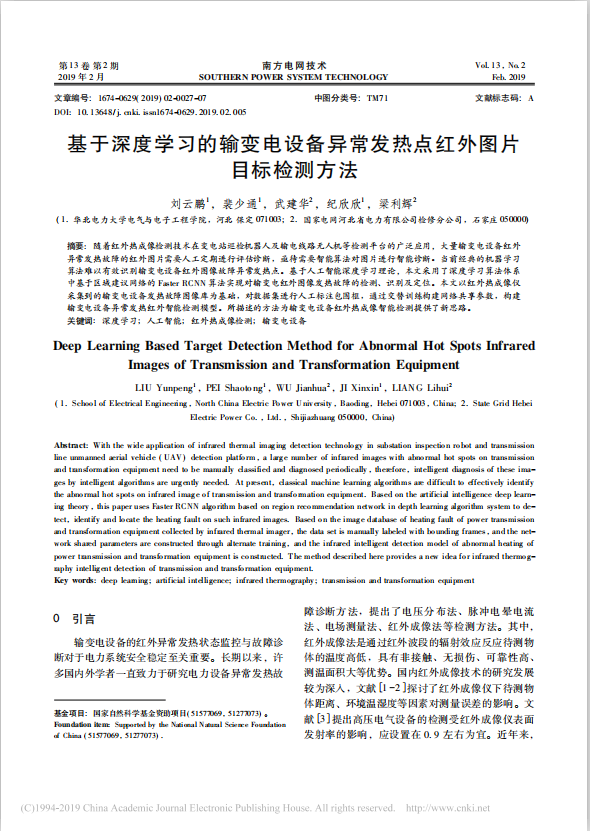 第13卷第2期 南方电网技术 Vol. 13, No. 2
2019年2月 SOUTHERN POWER SYSTEM TECHNOLOGY Feb. 2019
文章编号: 1674-0629(2019)02-0027-07 中图分类号: TM71 文献标志码: A
DOI: 10.13648/j.cnki.issn1674-0629.2019.02.005
基于深度学习的输变电设备异常发热点红外图片
目标检测方法
刘云鹏1, 裴少通1, 武建华2, 纪欣欣1, 梁利辉2
(1. 华北电力大学电气与电子工程学院, 河北 保定 071003; 2. 国家电网河北省电力有限公司检修分公司, 石家庄 050000)
摘要: 随着红外热成像检测技术在变电站巡检机器人及输电线路无人机等检测平台的广泛应用, 大量输变电设备红外
异常发热故障的红外图片需要人工定期进行评估诊断, 亟待需要智能算法对图片进行智能诊断。当前经典的机器学习
算法难以有效识别输变电设备红外图像故障异常发热点。基于人工智能深度学习理论, 本文采用了深度学习算法体系
中基于区域建议网络的 Faster RCNN 算法实现对输变电红外图像发热故障的检测、识别及定位。本文以红外热成像仪
采集到的输变电设备发热故障图像库为基础, 对数据集进行人工标注包围框, 通过交替训练构建网络共享参数, 构建
输变电设备异常发热红外智能检测模型。所描述的方法为输变电设备红外热成像智能检测提供了新思路。
关键词: 深度学习; 人工智能; 红外热成像检测; 输变电设备
Deep Learning Based Target Detection Method for Abnormal Hot Spots Infrared
Images of Transmission and Transformation Equipment
LIU Yunpeng1, PEI Shaotong1, WU Jianhua2, JI Xinxin1, LIANG Lihui2
(1. School of Electrical Engineering, North China Electric Power University, Baoding, Hebei 071003, China; 2. State Grid Hebei
Electric Power Co., Ltd., Shijiazhuang 050000, China)
Abstract: With the wide application of infrared thermal imaging detection technology in substation inspection robot and transmission
line unmanned aerial vehicle (UAV) detection platform, a large number of infrared images with abnormal hot spots on transmission
and transformation equipment need to be manually classified and diagnosed periodically, therefore, intelligent diagnosis of these ima-
ges by intelligent algorithms are urgently needed. At present, classical machine learning algorithms are difficult to effectively identify
the abnormal hot spots on infrared image of transmission and transformation equipment. Based on the artificial intelligence deep learn-
ing theory, this paper uses Faster RCNN algorithm based on region recommendation network in depth learning algorithm system to de-
tect, identify and locate the heating fault on such infrared images. Based on the image database of heating fault of power transmission
and transformation equipment collected by infrared thermal imager, the data set is manually labeled with bounding frames, and the net-
work shared parameters are constructed through alternate training, and the infrared intelligent detection model of abnormal heating of
power transmission and transformation equipment is constructed. The method described here provides a new idea for infrared thermog-
raphy intelligent detection of transmission and transformation equipment.
Key words: deep learning; artificial intelligence; infrared thermography; transmission and transformation equipment
0 引言
输变电设备的红外异常发热状态监控与故障诊
断对于电力系统安全稳定至关重要。长期以来, 许
多国内外学者一直致力于研究电力设备异常发热故
基金项目: 国家自然科学基金资助项目(51577069, 51277073)。
Foundation item: Supported by the National Natural Science Foundation
of China (51577069, 51277073).
障诊断方法, 提出了电压分布法、脉冲电晕电流
法、电场测量法、红外成像法等检测方法。其中,
红外成像法是通过红外波段的辐射效应反应待测物
体的温度高低, 具有非接触、无损伤、可靠性高、
测温面积大等优势。国内红外成像技术的研究发展
较为深入, 文献[1-2]探讨了红外成像仪下待测物
体距离、环境温湿度等因素对测量误差的影响。文
献[3]提出高压电气设备的检测受红外成像仪表面
发射率的影响, 应设置在0.9左右为宜。近年来,
(C)1994-2019 China Academic Journal Electronic Publishing House. All rights reserved. http://www.cnki.net